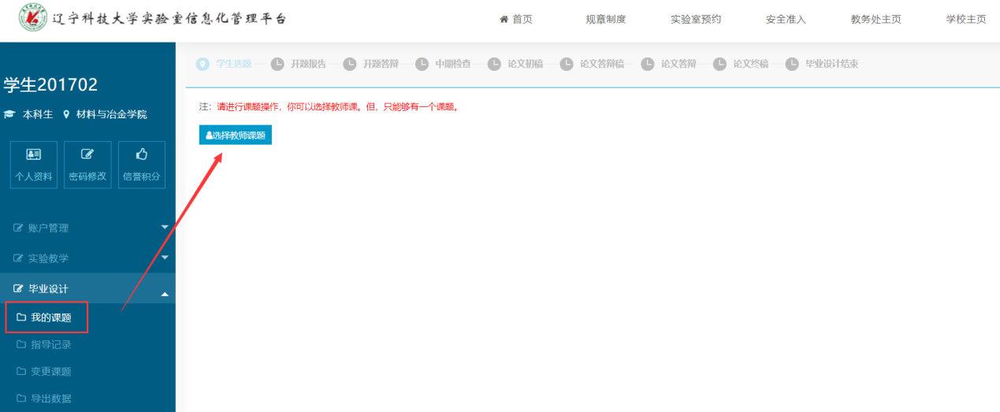 辽宁科技大学实验室信息化管理平台
首页 规章制度 实验室预约 安全准入 教务处主页 学校主页
学生选题 开题报告 开题答辩 中期检查 论文初稿 论文答辩稿 论文答辩 论文终稿 毕业设计结束
学生201702
本科生 材料与冶金学院
个人资料 密码修改 信誉积分
账户管理
实验教学
毕业设计
我的课题
指导记录
变更课题
导出数据
注：请进行课题操作，你可以选择教师课。但，只能够有一个课题。
选择教师课题